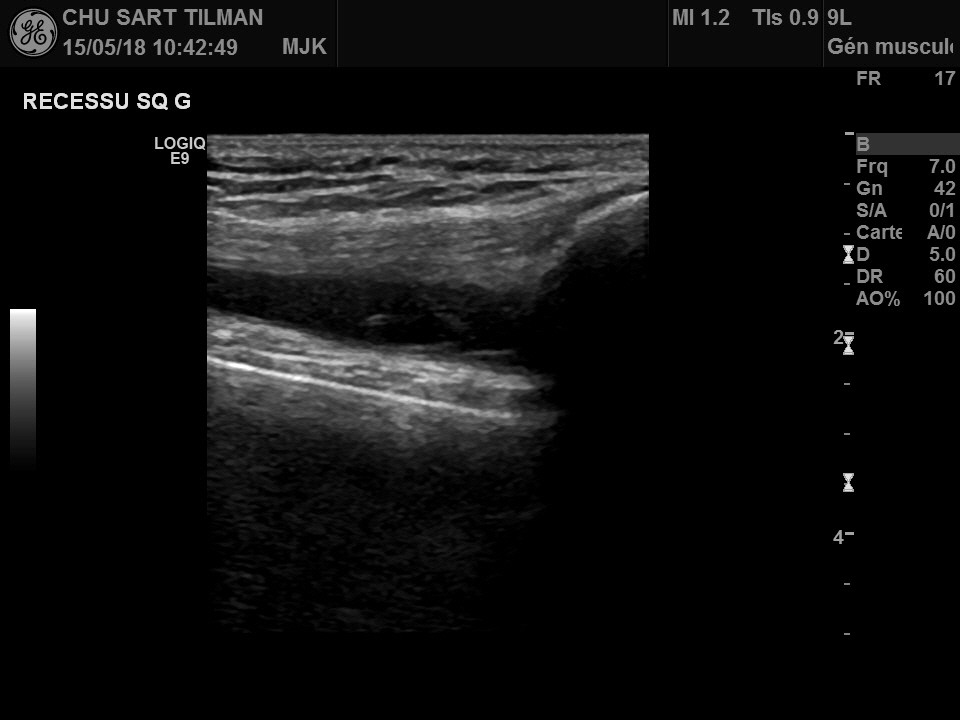 CHU SART TILMAN
15/05/18 10:42:49 MJK
MI 1.2 TIs 0.9
9L
Gén muscul
FR 17
RECESSU SQ G
LOGIQ
E9
B
Frq 7.0
Gn 42
S/A 0/1
Carte A/0
D 5.0
DR 60
AO% 100
2
4